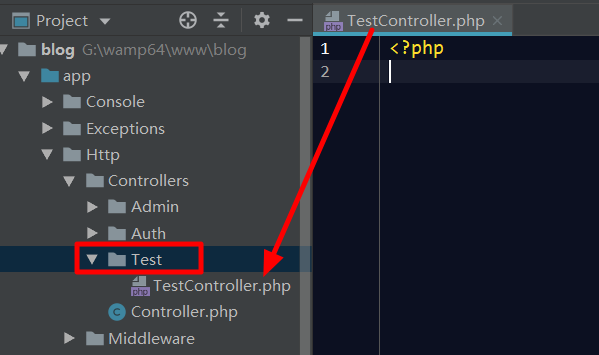 Project
blog G:\wamp64\www\blog
app
Console
Exceptions
Http
Controllers
Admin
Auth
Test
TestController.php
Controller.php
Middleware
TestController.php
1 <?php
2